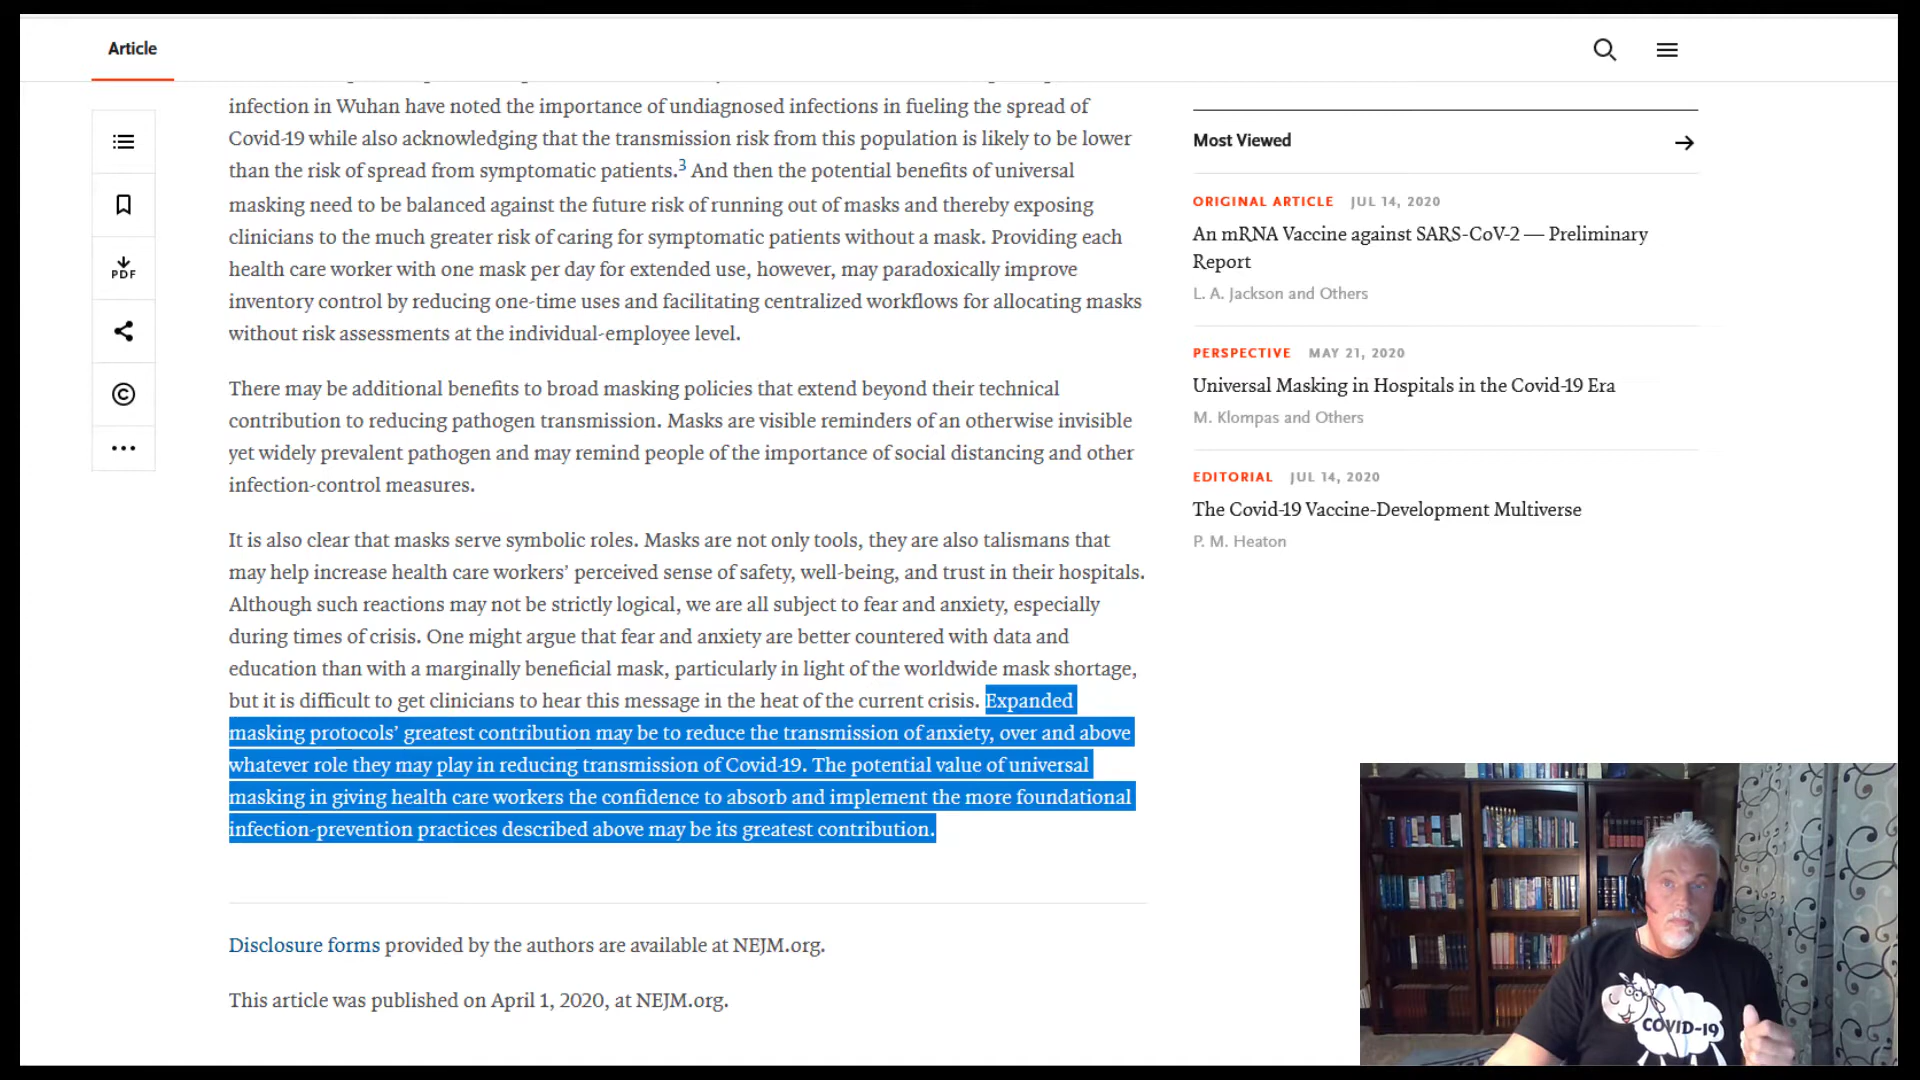 Article
infection in Wuhan have noted the importance of undiagnosed infections in fueling the spread of
Covid-19 while also acknowledging that the transmission risk from this population is likely to be lower
than the risk of spread from symptomatic patients.3 And then the potential benefits of universal
masking need to be balanced against the future risk of running out of masks and thereby exposing
clinicians to the much greater risk of caring for symptomatic patients without a mask. Providing each
health care worker with one mask per day for extended use, however, may paradoxically improve
inventory control by reducing one-time uses and facilitating centralized workflows for allocating masks
without risk assessments at the individual-employee level.
There may be additional benefits to broad masking policies that extend beyond their technical
contribution to reducing pathogen transmission. Masks are visible reminders of an otherwise invisible
yet widely prevalent pathogen and may remind people of the importance of social distancing and other
infection-control measures.
It is also clear that masks serve symbolic roles. Masks are not only tools, they are also talismans that
may help increase health care workers’ perceived sense of safety, well-being, and trust in their hospitals.
Although such reactions may not be strictly logical, we are all subject to fear and anxiety, especially
during times of crisis. One might argue that fear and anxiety are better countered with data and
education than with a marginally beneficial mask, particularly in light of the worldwide mask shortage,
but it is difficult to get clinicians to hear this message in the heat of the current crisis. Expanded
masking protocols’ greatest contribution may be to reduce the transmission of anxiety, over and above
whatever role they may play in reducing transmission of Covid-19. The potential value of universal
masking in giving health care workers the confidence to absorb and implement the more foundational
infection-prevention practices described above may be its greatest contribution.
Disclosure forms provided by the authors are available at NEJM.org.
This article was published on April 1, 2020, at NEJM.org.
PDF
Most Viewed
ORIGINAL ARTICLE JUL 14, 2020
An mRNA Vaccine against SARS-CoV-2 — Preliminary
Report
L. A. Jackson and Others
PERSPECTIVE MAY 21, 2020
Universal Masking in Hospitals in the Covid-19 Era
M. Klompas and Others
EDITORIAL JUL 14, 2020
The Covid-19 Vaccine-Development Multiverse
P. M. Heaton
COVID-19